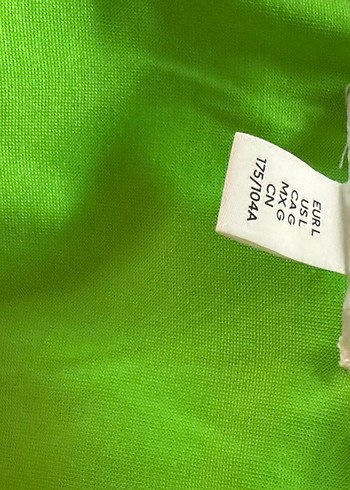 EUR L
US L
CA G
MX G
CN
175/104A